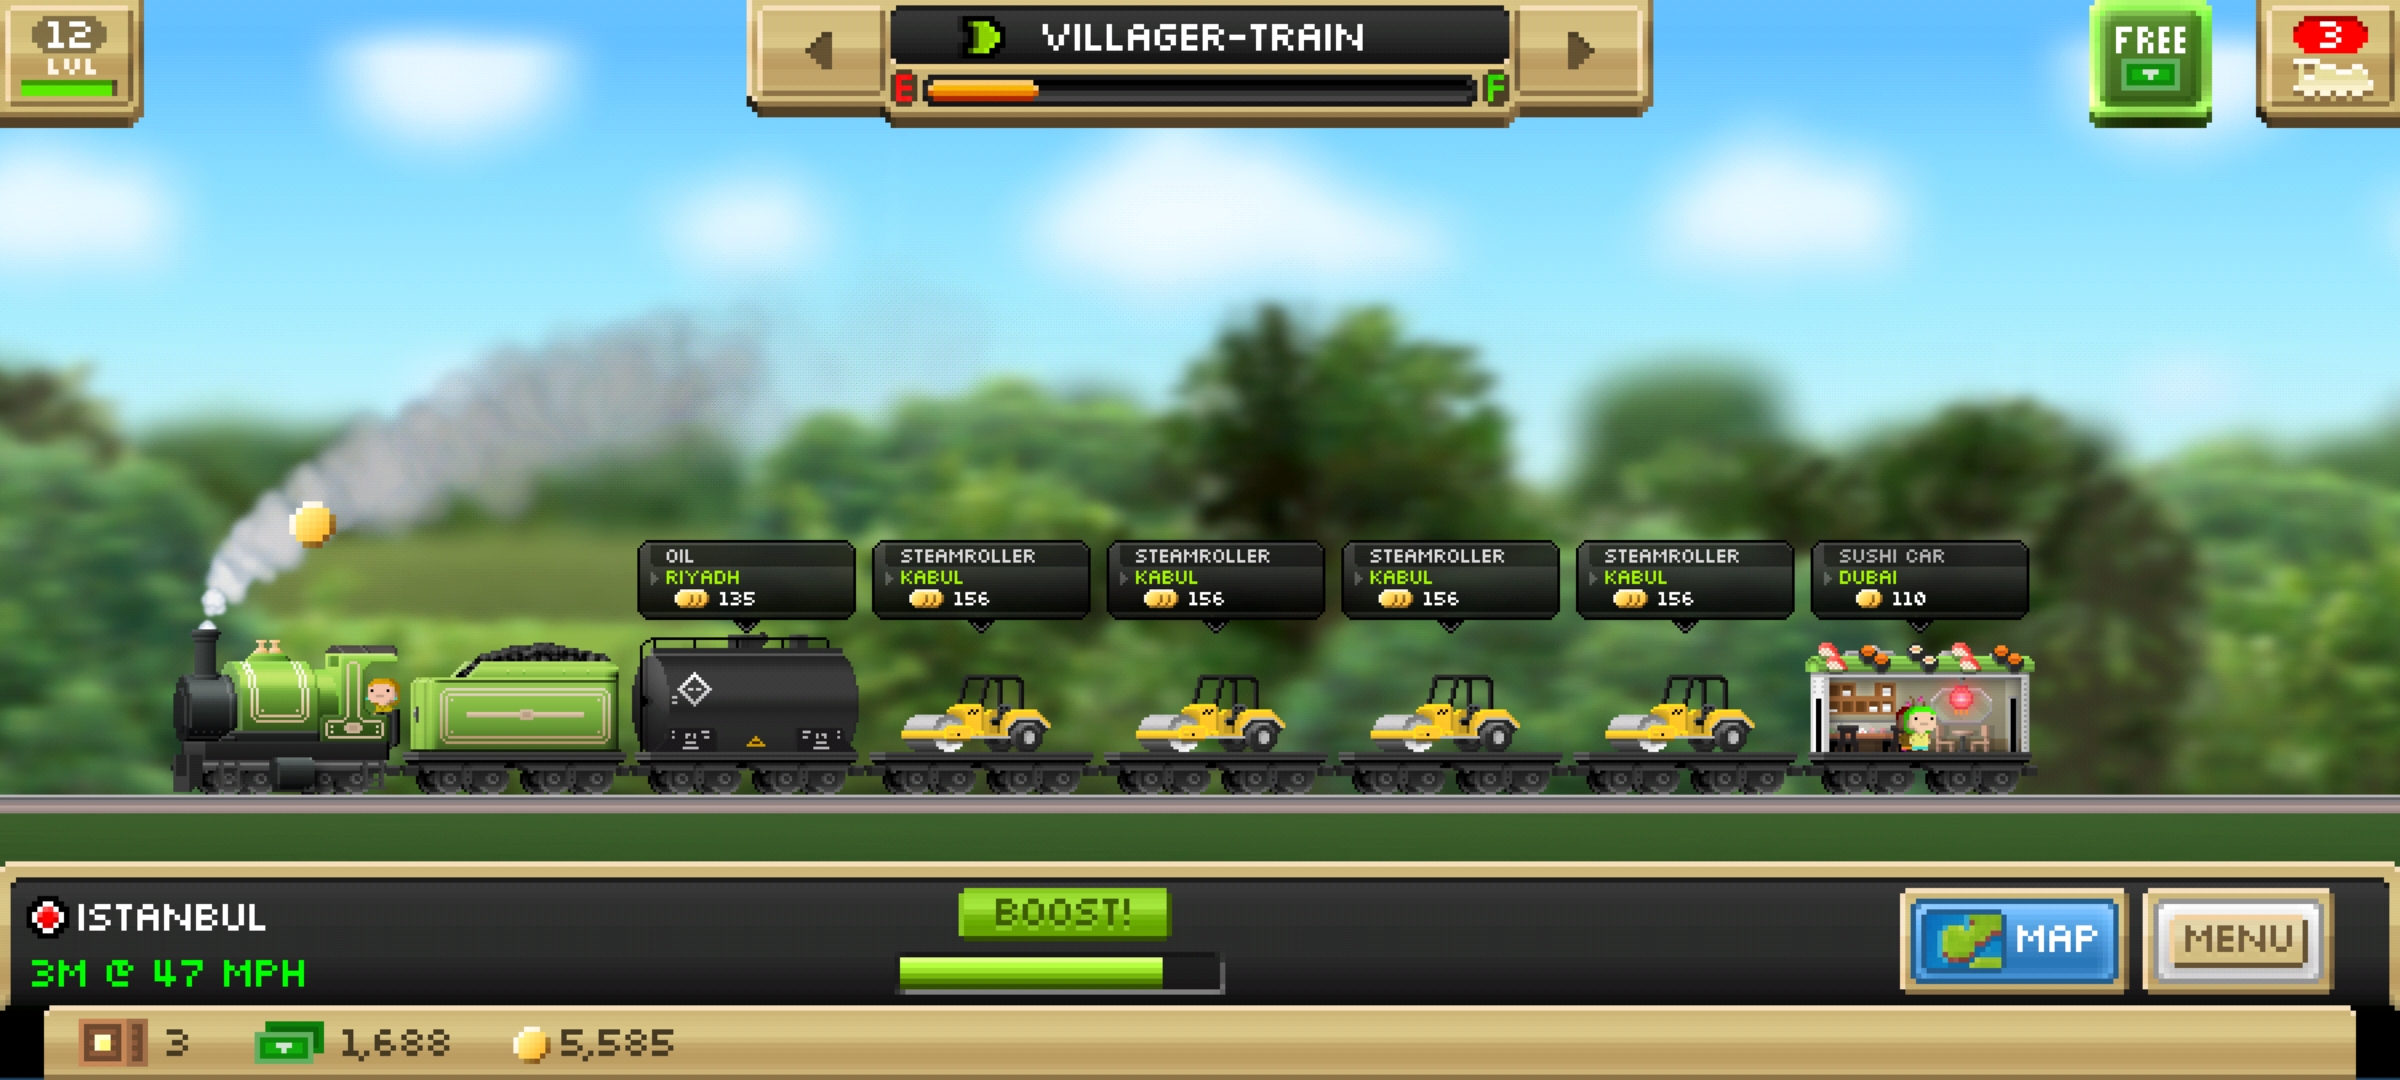 12
LVL
VILLAGER-TRAIN
E F
FREE
3
OIL
RIYADH
135
STEAMROLLER
KABUL
156
STEAMROLLER
KABUL
156
STEAMROLLER
KABUL
156
STEAMROLLER
KABUL
156
SUSHI CAR
DUBAI
110
ISTANBUL
3M @ 47 MPH
BOOST!
MAP
MENU
3
1,688
5,585